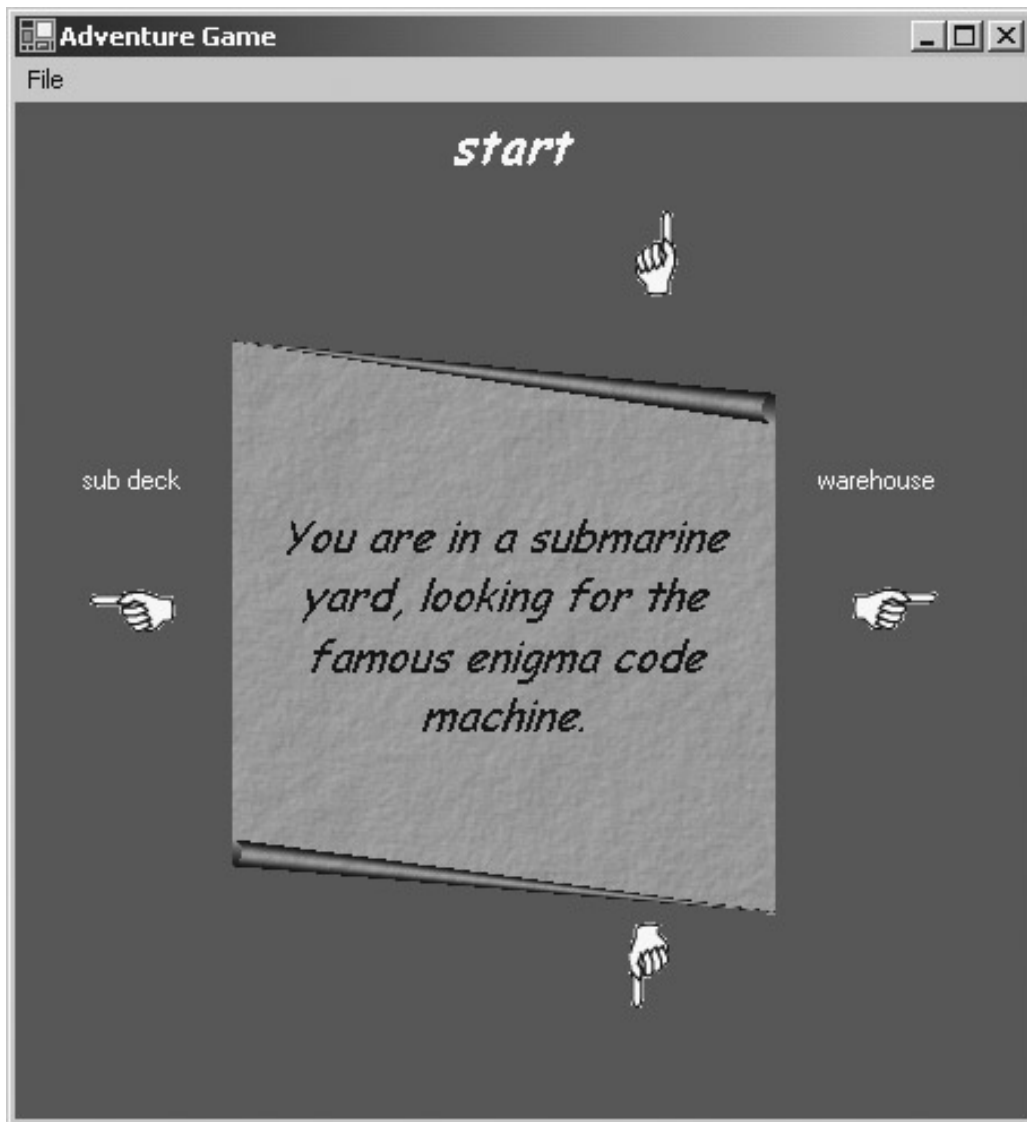 Adventure Game
File
start
sub deck
warehouse
You are in a submarine
yard, looking for the
famous enigma code
machine.